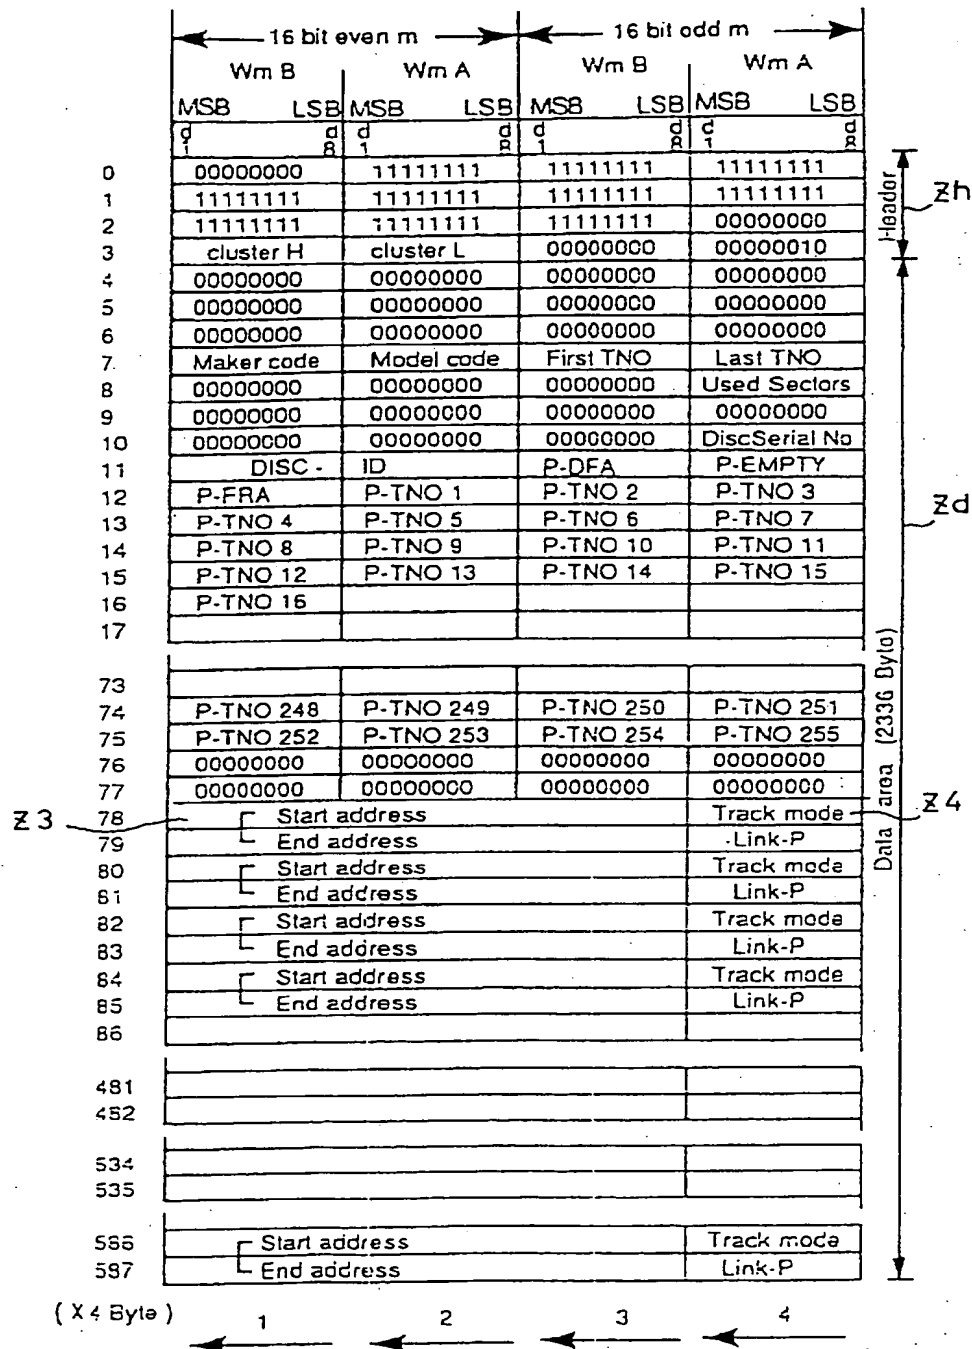 16 bit even m 16 bit odd m
Wm B Wm A Wm B Wm A
MSB LSB MSB LSB MSB LSB MSB LSB
d1 d8 d1 d8 d1 d8 d1 d8
0 00000000 11111111 11111111 11111111
1 11111111 11111111 11111111 11111111
2 11111111 11111111 11111111 00000000
3 cluster H cluster L 00000000 00000010
Header
Zh
4 00000000 00000000 00000000 00000000
5 00000000 00000000 00000000 00000000
6 00000000 00000000 00000000 00000000
7 Maker code Model code First TNO Last TNO
8 00000000 00000000 00000000 Used Sectors
9 00000000 00000000 00000000 00000000
10 00000000 00000000 00000000 DiscSerial No
11 DISC - ID P-DFA P-EMPTY
12 P-FRA P-TNO 1 P-TNO 2 P-TNO 3
13 P-TNO 4 P-TNO 5 P-TNO 6 P-TNO 7
14 P-TNO 8 P-TNO 9 P-TNO 10 P-TNO 11
15 P-TNO 12 P-TNO 13 P-TNO 14 P-TNO 15
16 P-TNO 16
17
Zd
Data area (2336 Byte)
73
74 P-TNO 248 P-TNO 249 P-TNO 250 P-TNO 251
75 P-TNO 252 P-TNO 253 P-TNO 254 P-TNO 255
76 00000000 00000000 00000000 00000000
77 00000000 00000000 00000000 00000000
Z3 78 Start address Track mode Z4
79 End address Link-P
80 Start address Track mode
81 End address Link-P
82 Start address Track mode
83 End address Link-P
84 Start address Track mode
85 End address Link-P
86
481
452
534
535
586 Start address Track mode
587 End address Link-P
(X4 Byte) 1 2 3 4